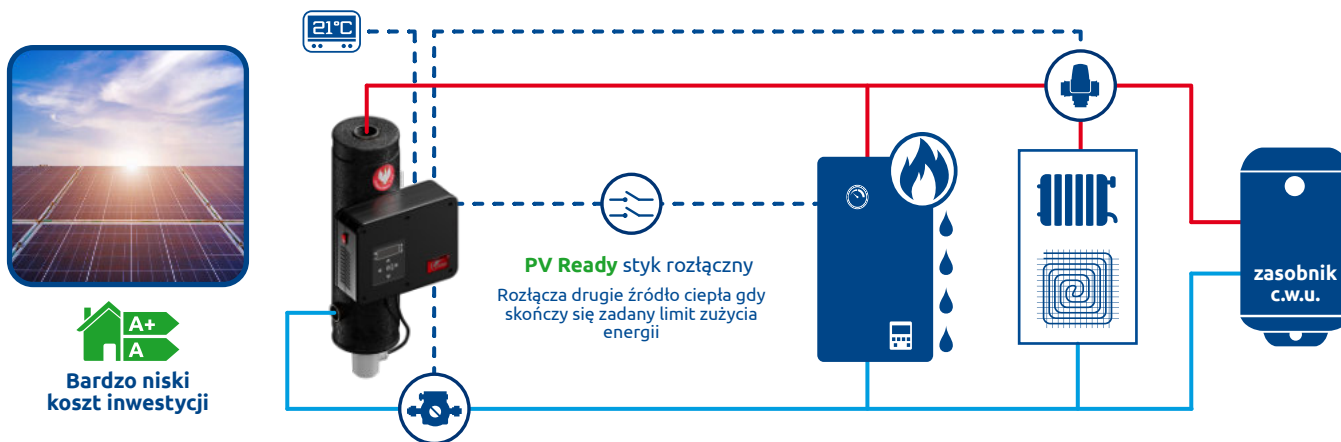 21°C
PV Ready styk rozłączny
Rozłącza drugie źródło ciepła gdy
skończy się zadany limit zużycia
energii
zasobnik
c.w.u.
A+
A
Bardzo niski
koszt inwestycji